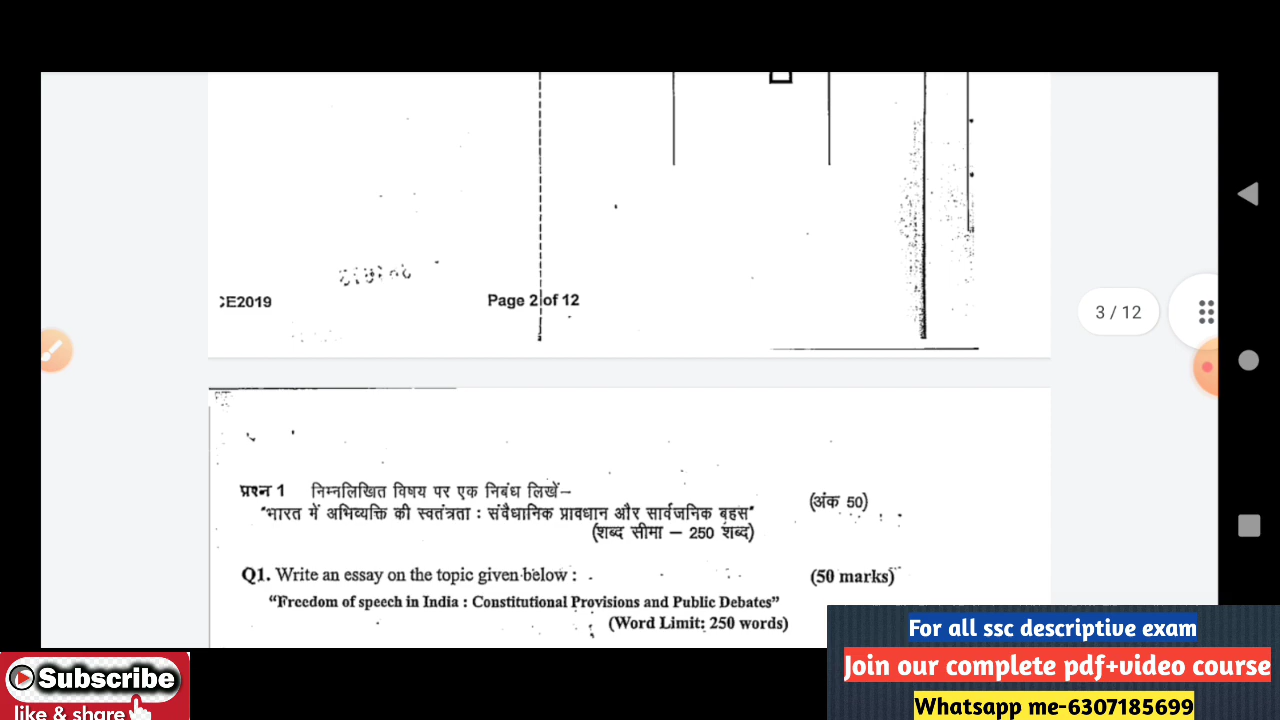 :E2019
Page 2 of 12
3 / 12
प्रश्न 1 निम्नलिखित विषय पर एक निबंध लिखें–
(अंक 50)
"भारत में अभिव्यक्ति की स्वतंत्रता : संवैधानिक प्रावधान और सार्वजनिक बहस"
(शब्द सीमा – 250 शब्द)
Q1. Write an essay on the topic given below :
(50 marks)
“Freedom of speech in India : Constitutional Provisions and Public Debates”
(Word Limit: 250 words)
For all ssc descriptive exam
Join our complete pdf+video course
Whatsapp me-6307185699
Subscribe
like & share